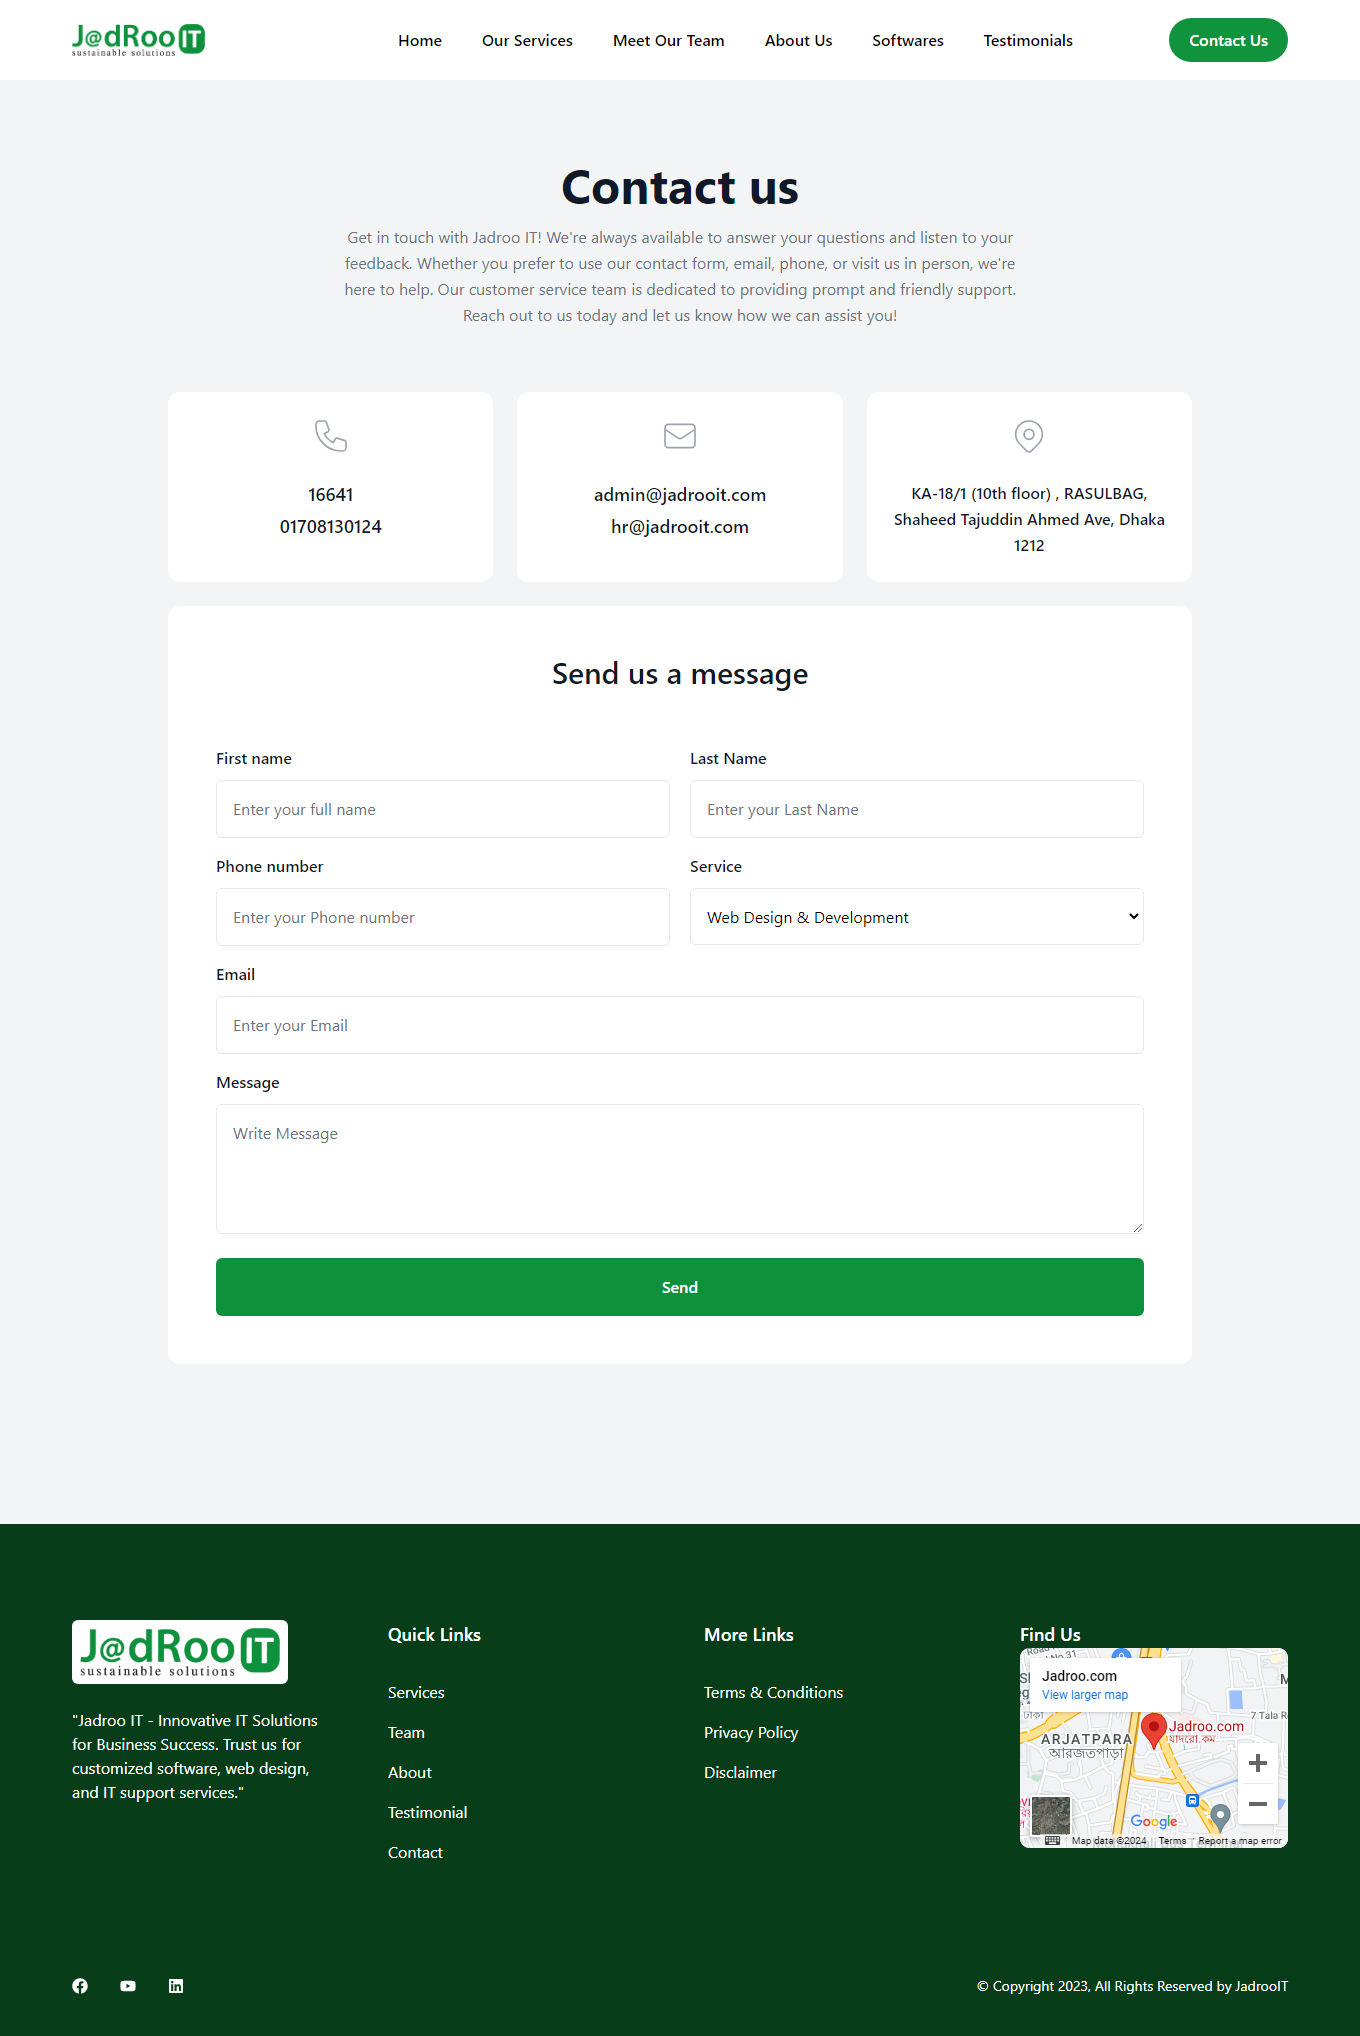 J@dRoo IT
sustainable solutions
Home
Our Services
Meet Our Team
About Us
Softwares
Testimonials
Contact Us
Contact us
Get in touch with Jadroo IT! We're always available to answer your questions and listen to your
feedback. Whether you prefer to use our contact form, email, phone, or visit us in person, we're
here to help. Our customer service team is dedicated to providing prompt and friendly support.
Reach out to us today and let us know how we can assist you!
16641
01708130124
admin@jadrooit.com
hr@jadrooit.com
KA-18/1 (10th floor) , RASULBAG,
Shaheed Tajuddin Ahmed Ave, Dhaka
1212
Send us a message
First name
Enter your full name
Last Name
Enter your Last Name
Phone number
Enter your Phone number
Service
Web Design & Development
Email
Enter your Email
Message
Write Message
Send
J@dRoo IT
sustainable solutions
"Jadroo IT - Innovative IT Solutions
for Business Success. Trust us for
customized software, web design,
and IT support services."
Quick Links
Services
Team
About
Testimonial
Contact
More Links
Terms & Conditions
Privacy Policy
Disclaimer
Find Us
Jadroo.com
View larger map
7 Tala R
Jadroo.com
যাদরো.কম
ARJATPARA
আরজতপাড়া
Google
Map data ©2024
Terms
Report a map error
© Copyright 2023, All Rights Reserved by JadrooIT